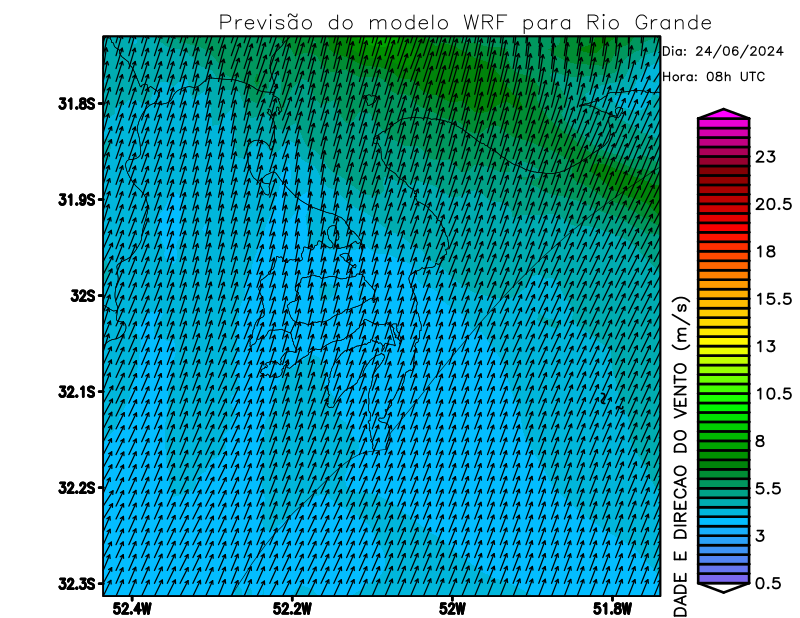 Previsão do modelo WRF para Rio Grande
Dia: 24/06/2024
Hora: 08h UTC
31.8S
31.9S
32S
32.1S
32.2S
32.3S
52.4W
52.2W
52W
51.8W
DADE E DIRECAO DO VENTO (m/s)
23
20.5
18
15.5
13
10.5
8
5.5
3
0.5